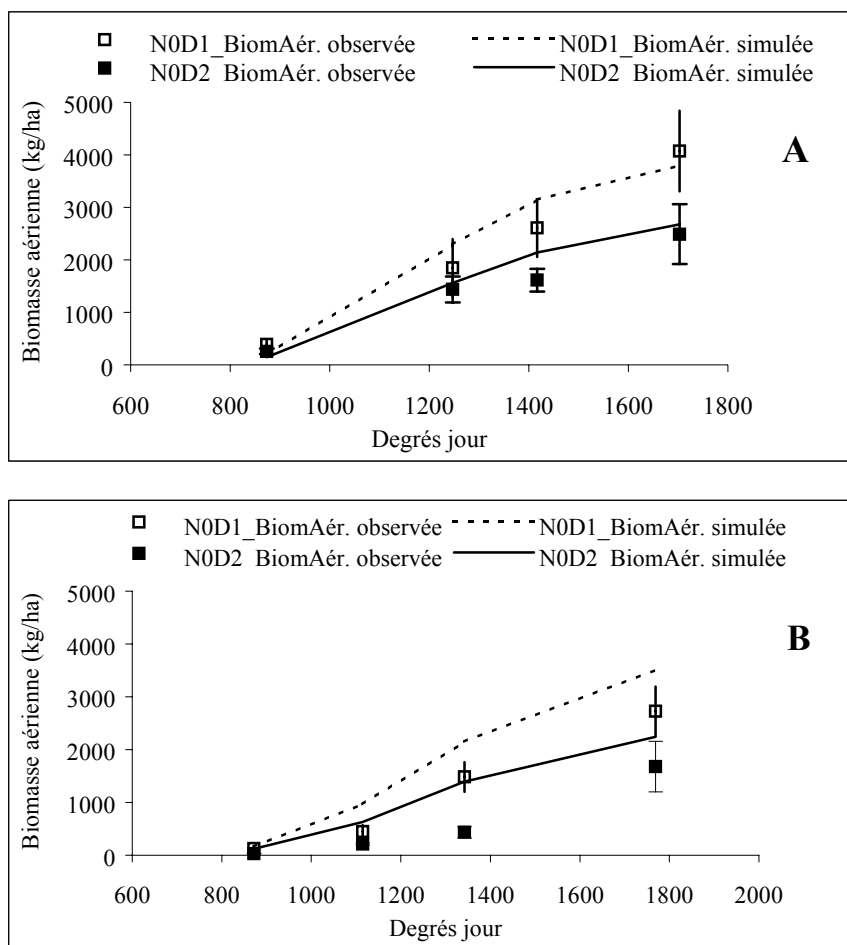 N0D1_BiomAér. observée N0D1_BiomAér. simulée
N0D2 BiomAér. observée N0D2 BiomAér. simulée
A
Biomasse aérienne (kg/ha)
5000
4000
3000
2000
1000
0
600 800 1000 1200 1400 1600 1800
Degrés jour
N0D1_BiomAér. observée N0D1_BiomAér. simulée
N0D2 BiomAér. observée N0D2 BiomAér. simulée
B
Biomasse aérienne (kg/ha)
5000
4000
3000
2000
1000
0
600 800 1000 1200 1400 1600 1800 2000
Degrés jour